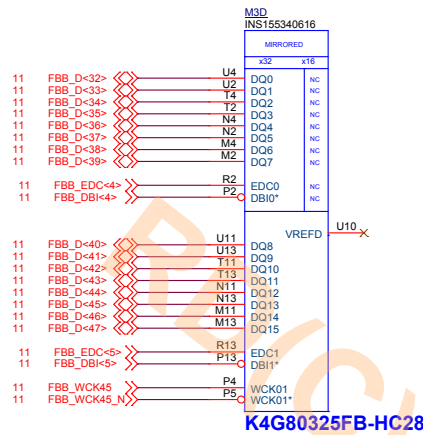 M3D
INS155340616
MIRRORED
x32 x16
11 FBB_D<32> U4 DQ0 NC
11 FBB_D<33> U2 DQ1 NC
11 FBB_D<34> T4 DQ2 NC
11 FBB_D<35> T2 DQ3 NC
11 FBB_D<36> N4 DQ4 NC
11 FBB_D<37> N2 DQ5 NC
11 FBB_D<38> M4 DQ6 NC
11 FBB_D<39> M2 DQ7 NC
11 FBB_EDC<4> R2 EDC0 NC
11 FBB_DBI<4> P2 DBI0* NC
VREFD U10
11 FBB_D<40> U11 DQ8
11 FBB_D<41> U13 DQ9
11 FBB_D<42> T11 DQ10
11 FBB_D<43> T13 DQ11
11 FBB_D<44> N11 DQ12
11 FBB_D<45> N13 DQ13
11 FBB_D<46> M11 DQ14
11 FBB_D<47> M13 DQ15
11 FBB_EDC<5> R13 EDC1
11 FBB_DBI<5> P13 DBI1*
11 FBB_WCK45 P4 WCK01
11 FBB_WCK45_N P5 WCK01*
K4G80325FB-HC28